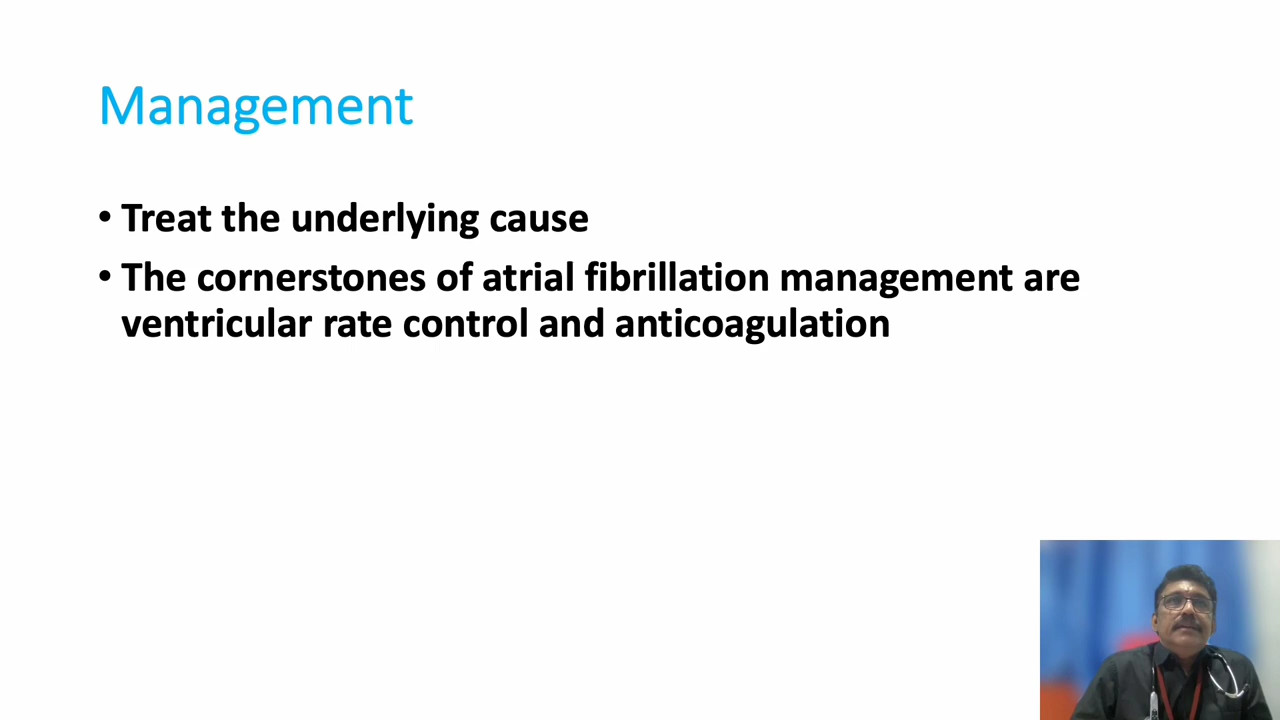 Management
• Treat the underlying cause
• The cornerstones of atrial fibrillation management are
ventricular rate control and anticoagulation